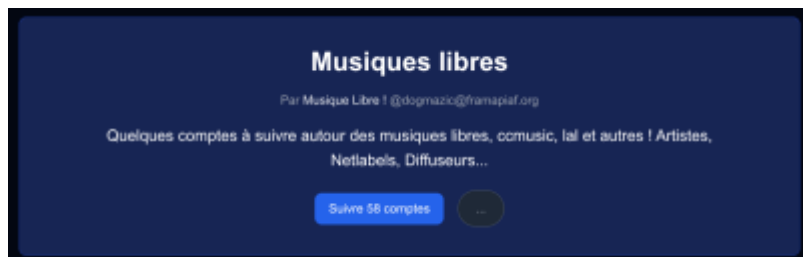 Musiques libres
Par Musique Libre ! @dogmazic@framapiaf.org
Quelques comptes à suivre autour des musiques libres, ccmusic, lal et autres ! Artistes,
Netlabels, Diffuseurs...
Suivre 58 comptes
...